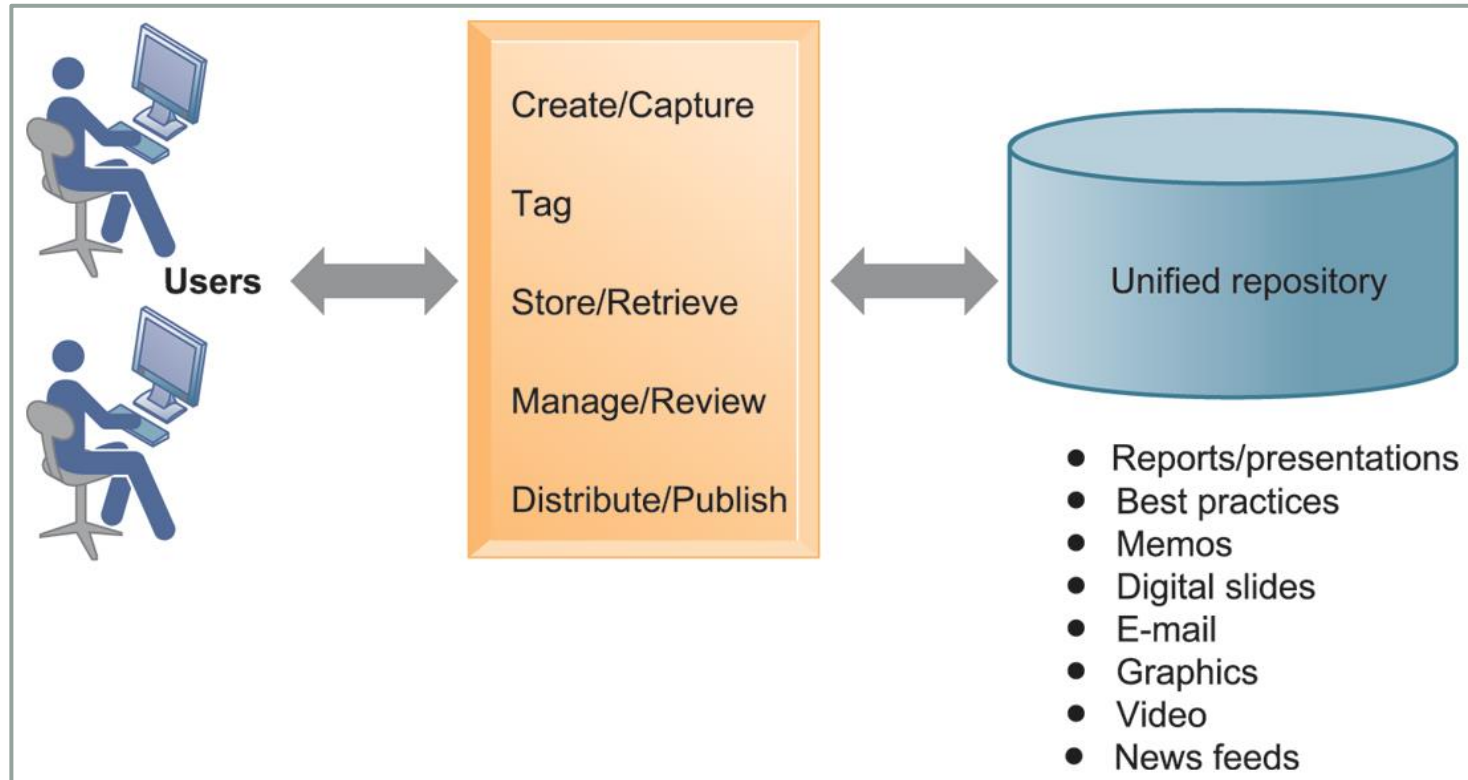 Users
Create/Capture
Tag
Store/Retrieve
Manage/Review
Distribute/Publish
Unified repository
● Reports/presentations
● Best practices
● Memos
● Digital slides
● E-mail
● Graphics
● Video
● News feeds